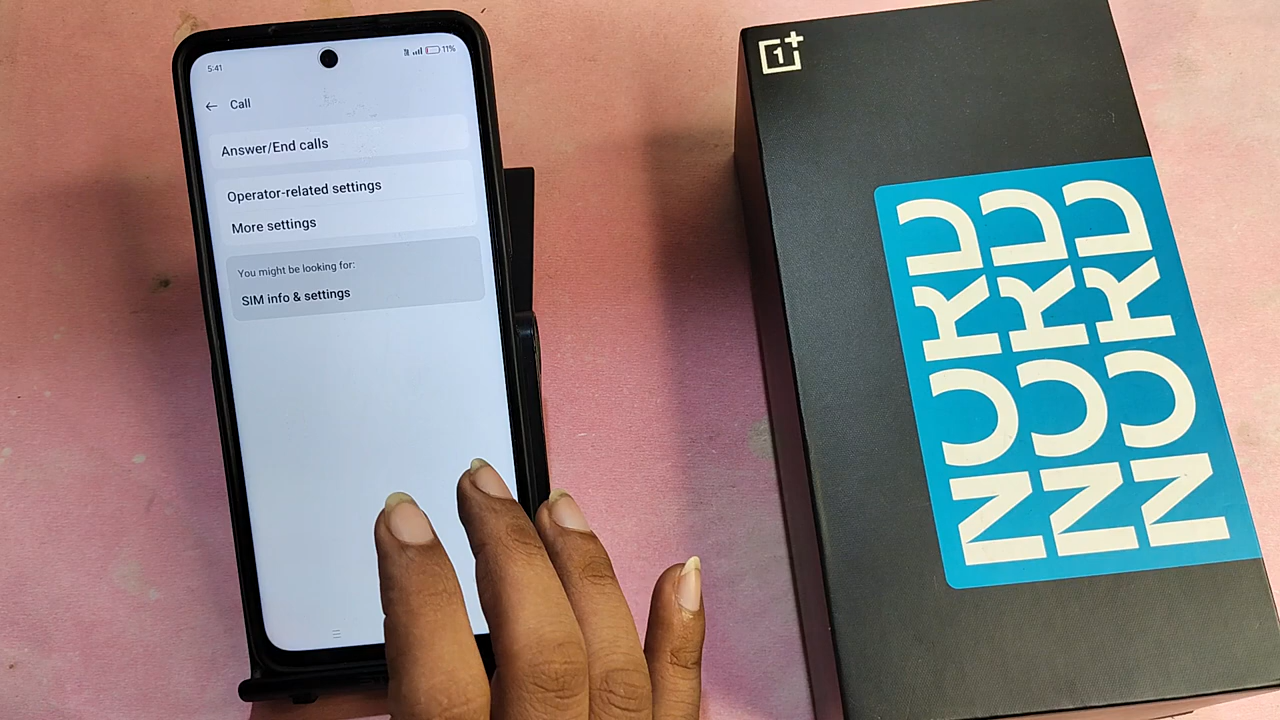 5:41
11%
Call
Answer/End calls
Operator-related settings
More settings
You might be looking for:
SIM info & settings
1+
NORD
NORD
NORD